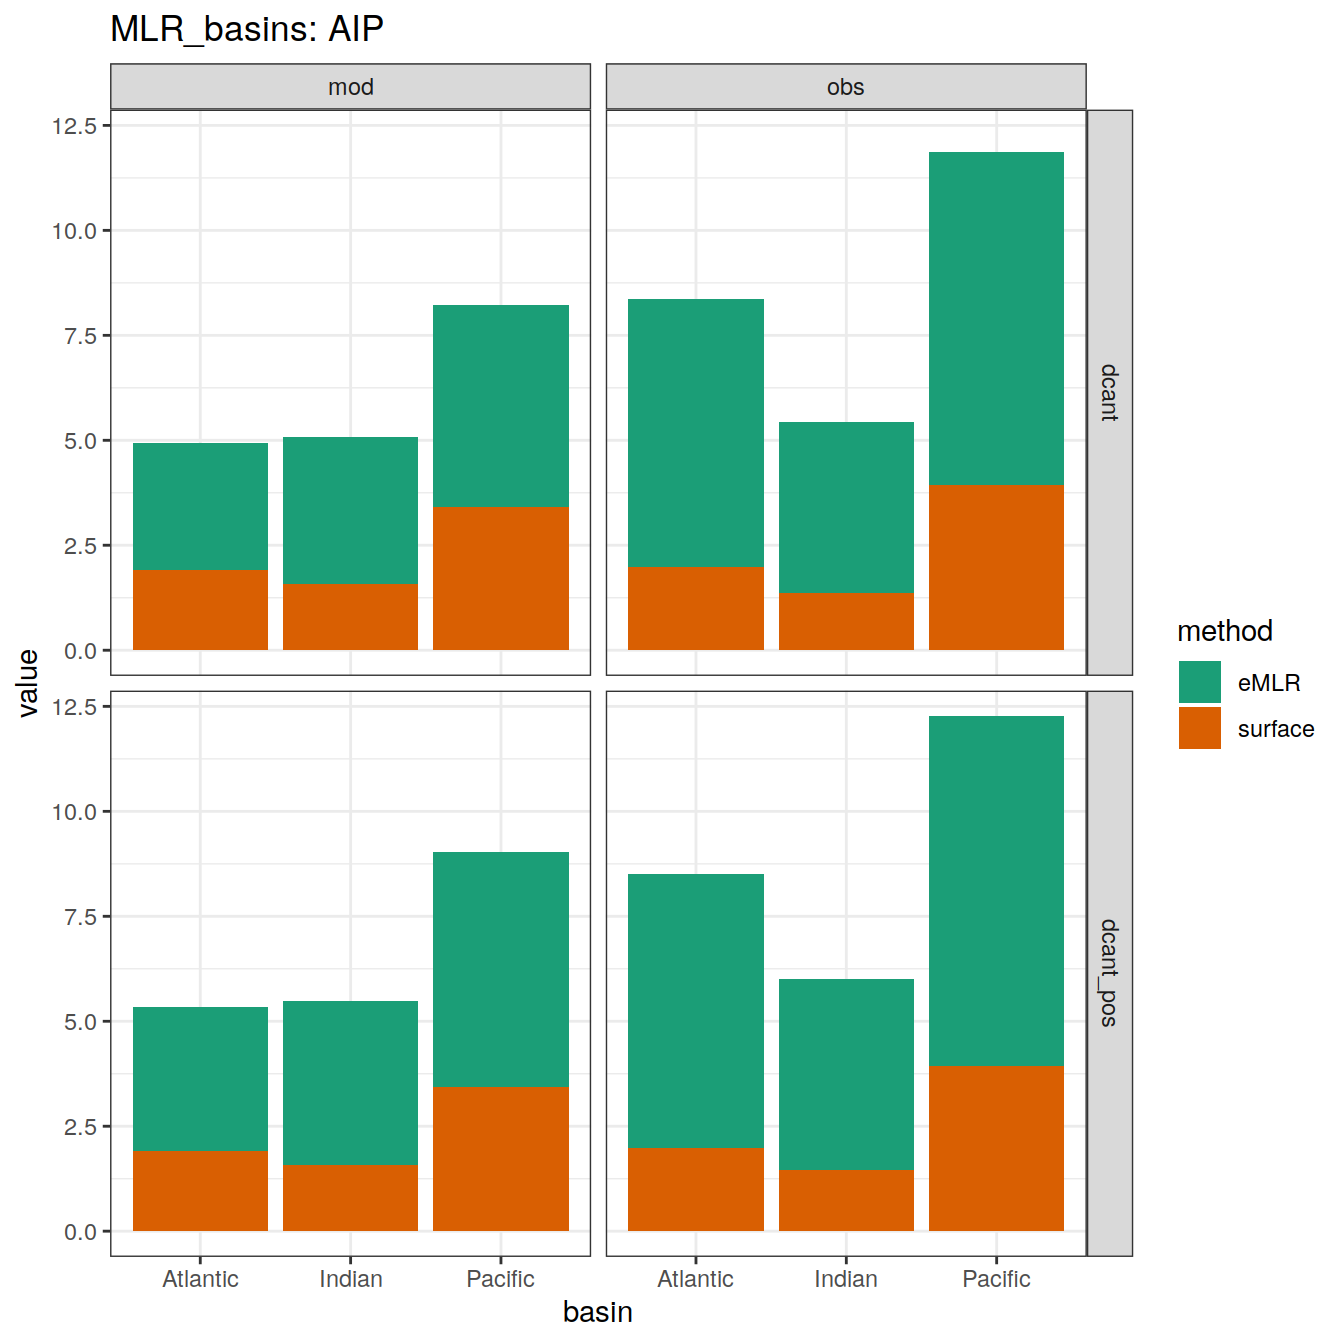 MLR_basins: AIP
mod
obs
12.5
10.0
7.5
5.0
2.5
0.0
dcant
12.5
10.0
7.5
5.0
2.5
0.0
dcant_pos
value
Atlantic Indian Pacific Atlantic Indian Pacific
basin
method
eMLR
surface